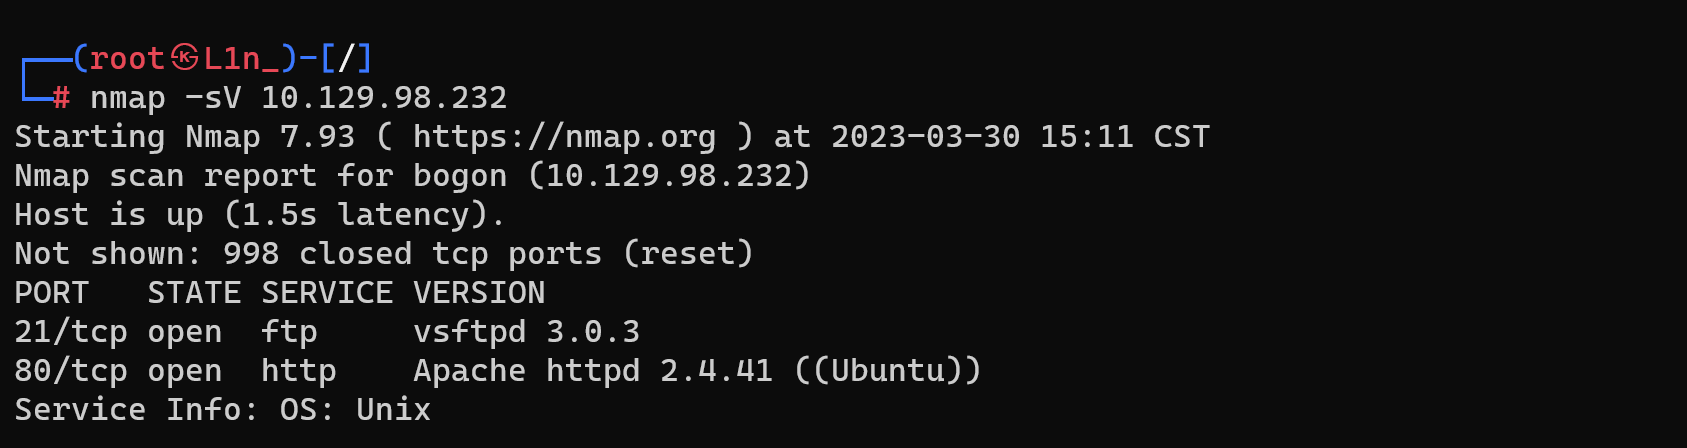 ┌──(root㉿L1n_)-[/]
└─# nmap -sV 10.129.98.232
Starting Nmap 7.93 ( https://nmap.org ) at 2023-03-30 15:11 CST
Nmap scan report for bogon (10.129.98.232)
Host is up (1.5s latency).
Not shown: 998 closed tcp ports (reset)
PORT   STATE SERVICE VERSION
21/tcp open  ftp     vsftpd 3.0.3
80/tcp open  http    Apache httpd 2.4.41 ((Ubuntu))
Service Info: OS: Unix